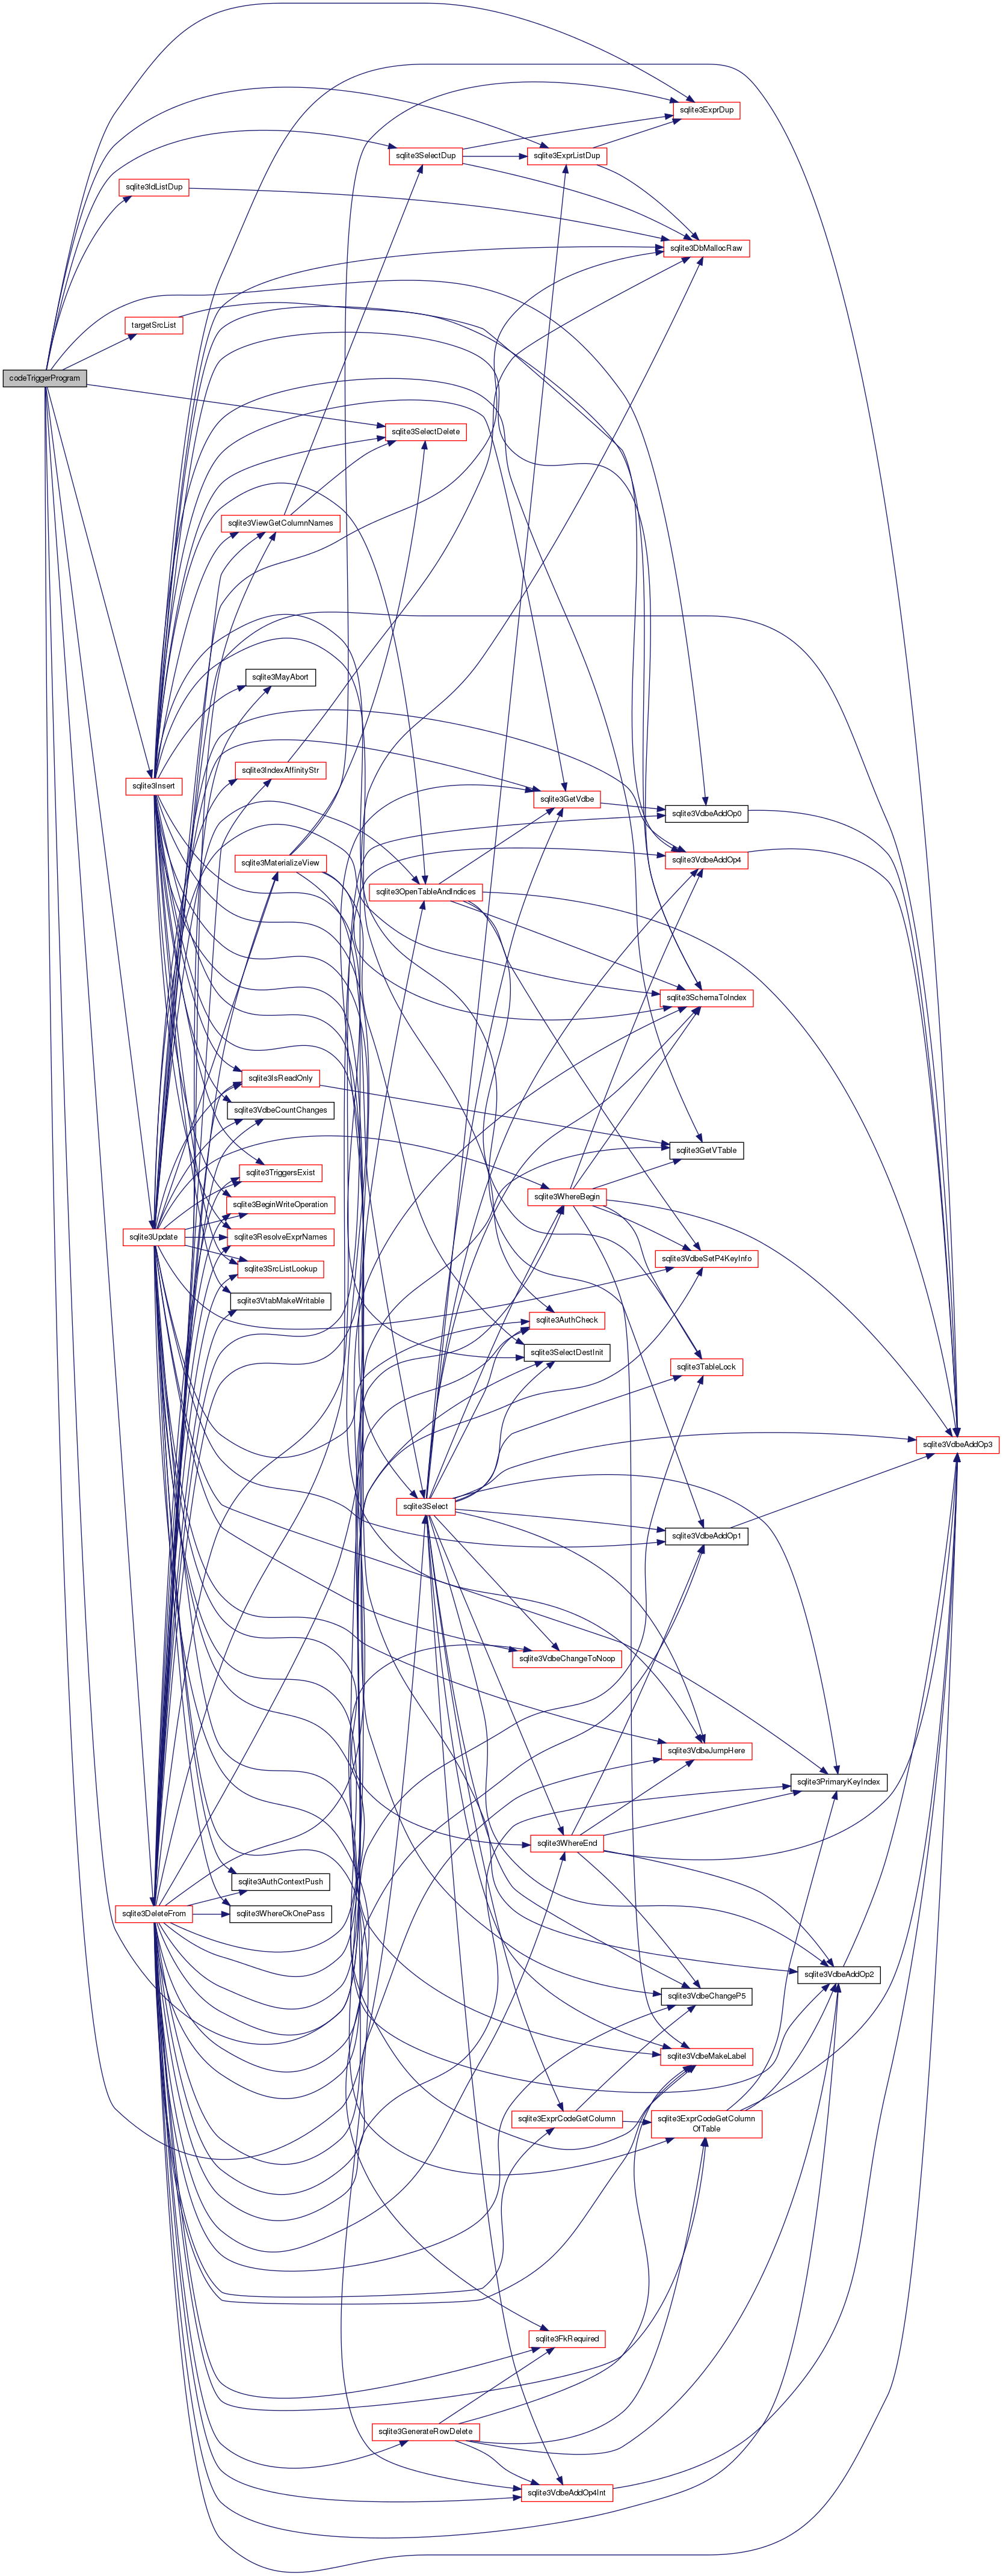 sqlite3ExprDup
sqlite3SelectDup
sqlite3ExprListDup
sqlite3IdListDup
sqlite3DbMallocRaw
targetSrcList
codeTriggerProgram
sqlite3SelectDelete
sqlite3ViewGetColumnNames
sqlite3MayAbort
sqlite3IndexAffinityStr
sqlite3Insert
sqlite3GetVdbe
sqlite3VdbeAddOp0
sqlite3MaterializeView
sqlite3VdbeAddOp4
sqlite3OpenTableAndIndices
sqlite3SchemaToIndex
sqlite3IsReadOnly
sqlite3VdbeCountChanges
sqlite3GetVTable
sqlite3TriggersExist
sqlite3WhereBegin
sqlite3BeginWriteOperation
sqlite3Update
sqlite3ResolveExprNames
sqlite3VdbeSetP4KeyInfo
sqlite3SrcListLookup
sqlite3VtabMakeWritable
sqlite3AuthCheck
sqlite3SelectDestInit
sqlite3TableLock
sqlite3VdbeAddOp3
sqlite3Select
sqlite3VdbeAddOp1
sqlite3VdbeChangeToNoop
sqlite3VdbeJumpHere
sqlite3PrimaryKeyIndex
sqlite3WhereEnd
sqlite3AuthContextPush
sqlite3DeleteFrom
sqlite3WhereOkOnePass
sqlite3VdbeAddOp2
sqlite3VdbeChangeP5
sqlite3VdbeMakeLabel
sqlite3ExprCodeGetColumn
sqlite3ExprCodeGetColumn
OfTable
sqlite3FkRequired
sqlite3GenerateRowDelete
sqlite3VdbeAddOp4Int